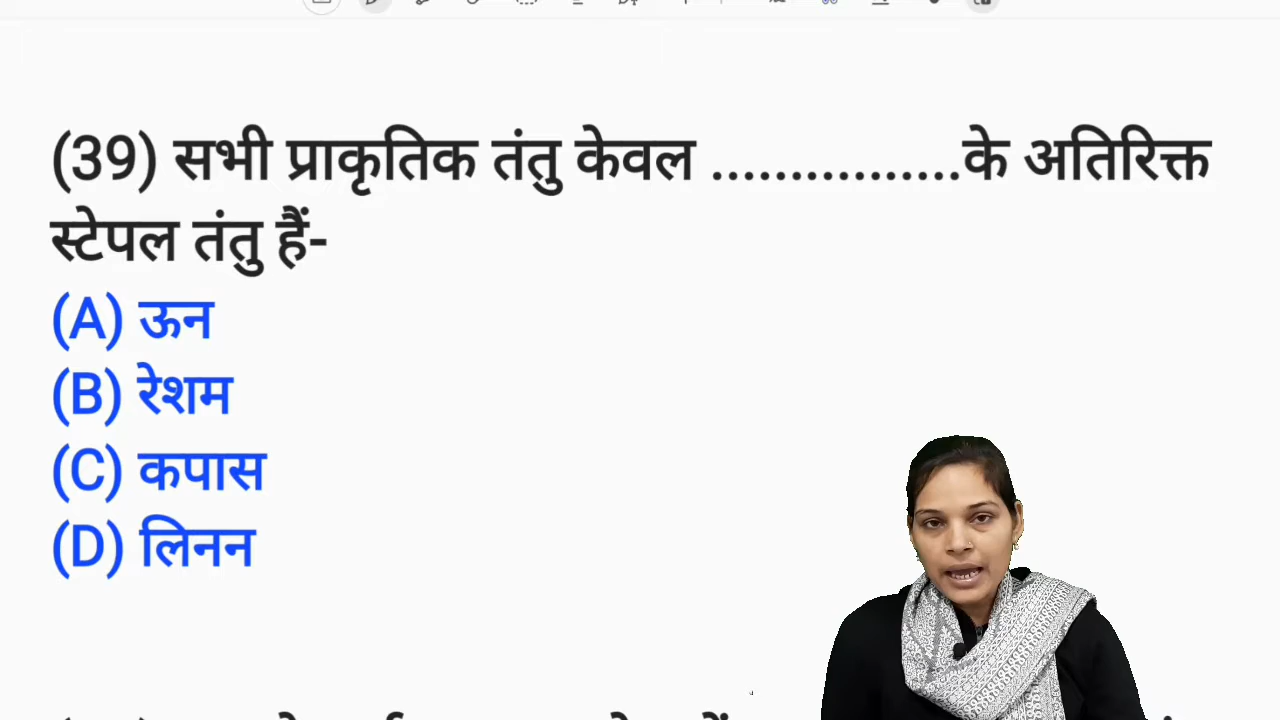 (39) सभी प्राकृतिक तंतु केवल ................के अतिरिक्त
स्टेपल तंतु हैं-
(A) ऊन
(B) रेशम
(C) कपास
(D) लिनन